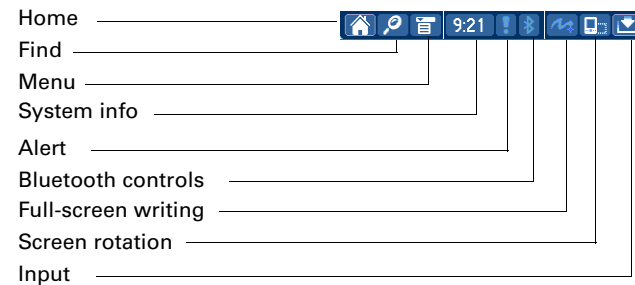 Home
9:21
Find
Menu
System info
Alert
Bluetooth controls
Full-screen writing
Screen rotation
Input